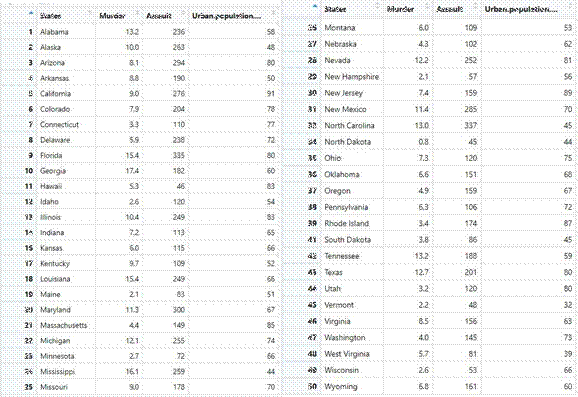 States Murder Assault Urban.population....
1 Alabama 13.2 236 58
2 Alaska 10.0 263 48
3 Arizona 8.1 294 80
4 Arkansas 8.8 190 50
5 California 9.0 276 91
6 Colorado 7.9 204 78
7 Connecticut 3.3 110 77
8 Delaware 5.9 238 72
9 Florida 15.4 335 80
10 Georgia 17.4 182 60
11 Hawaii 5.3 46 83
12 Idaho 2.6 120 54
13 Illinois 10.4 249 83
14 Indiana 7.2 113 65
16 Kansas 6.0 115 66
17 Kentucky 9.7 109 52
18 Louisiana 15.4 249 66
19 Maine 2.1 83 51
20 Maryland 11.3 300 67
21 Massachusetts 4.4 149 85
22 Michigan 12.1 255 74
23 Minnesota 2.7 72 66
24 Mississippi 16.1 259 44
25 Missouri 9.0 178 70
States Murder Assault Urban.population....
26 Montana 6.0 109 53
27 Nebraska 4.3 102 62
28 Nevada 12.2 252 81
29 New Hampshire 2.1 57 56
30 New Jersey 7.4 159 89
31 New Mexico 11.4 285 70
33 North Carolina 13.0 337 45
34 North Dakota 0.8 45 44
35 Ohio 7.3 120 75
36 Oklahoma 6.6 151 68
37 Oregon 4.9 159 67
38 Pennsylvania 6.3 106 72
39 Rhode Island 3.4 174 87
41 South Dakota 3.8 86 45
42 Tennessee 13.2 188 59
43 Texas 12.7 201 80
44 Utah 3.2 120 80
45 Vermont 2.2 48 32
46 Virginia 8.5 156 63
47 Washington 4.0 145 73
48 West Virginia 5.7 81 39
49 Wisconsin 2.6 53 66
50 Wyoming 6.8 161 60